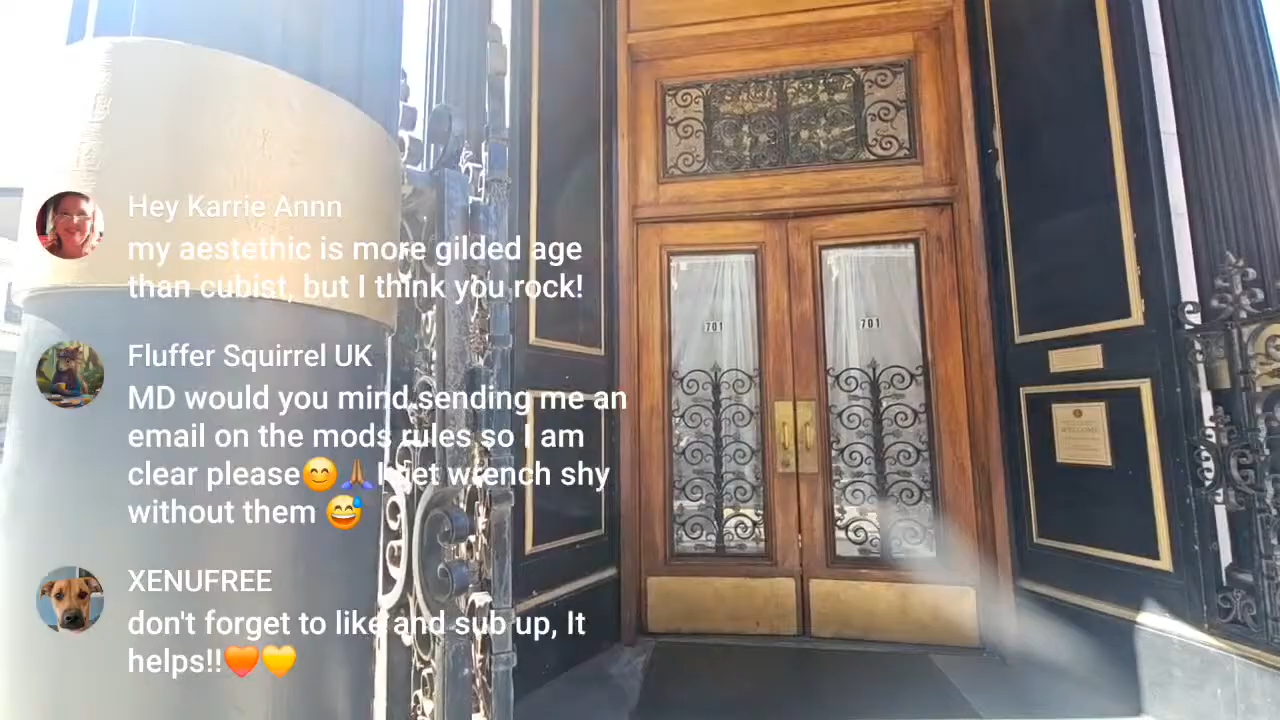 Hey Karrie Annn
my aestethic is more gilded age
than cubist, but I think you rock!
Fluffer Squirrel UK
MD would you mind sending me an
email on the mods rules so I am
clear please😊🙏🏾 I get wrench shy
without them 😅
XENUFREE
don't forget to like and sub up, It
helps!!🧡💛
701
701
WELCOME